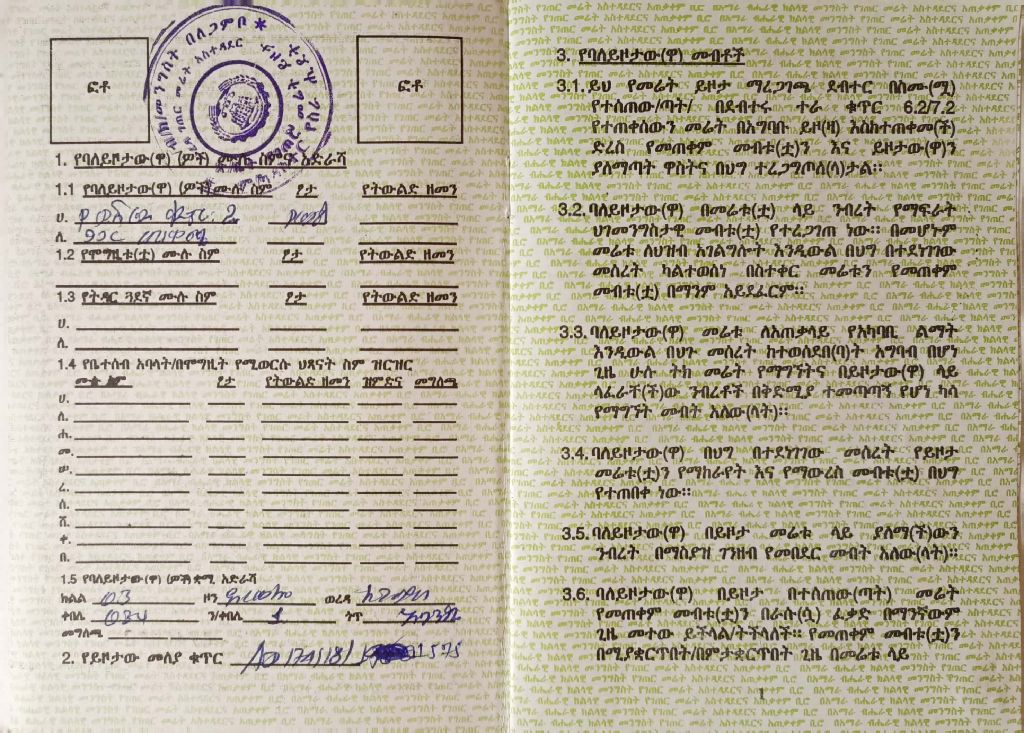 ፎቶ
ፎቶ
1. የባለይዞታው(ዋ) (ዎች) ሙሉ ስምና አድራሻ
1.1 የባለይዞታው(ዋ) (ዎች) ሙሉ ስም ፆታ የትውልድ ዘመን
ሀ.
ለ.
1.2 የሞግዚቱ(ቷ) ሙሉ ስም ፆታ የትውልድ ዘመን
1.3 የትዳር ጓደኛ ሙሉ ስም ፆታ የትውልድ ዘመን
ሀ.
ለ.
1.4 የቤተሰብ አባላት/በሞግዚት የሚወርሱ ህጻናት ስም ዝርዝር
ሙሉ ስም ፆታ የትውልድ ዘመን ዝምድና መግለጫ
ሀ.
ለ.
ሐ.
መ.
ሠ.
ረ.
ሰ.
ሸ.
ቀ.
በ.
1.5 የባለይዞታው(ዋ) (ዎች) ቋሚ አድራሻ
ክልል 03 ዞን ወረዳ
ቀበሌ 024 ን/ቀበሌ 1 ጎጥ
መግለጫ
2. የይዞታው መለያ ቁጥር
3. የባለይዞታው(ዋ) መብቶች
3.1. ይህ የመሬት ይዞታ ማረጋገጫ ደብተር በስሙ(ሟ)
የተሰጠው/ጣት/ በደብተሩ ተራ ቁጥር 6.2/7.2
የተጠቀሰውን መሬት በአግባቡ ይዞ(ዛ) እስከተጠቀመ(ች)
ድረስ የመጠቀም መብቱ(ቷ)ን እና ይዞታው(ዋ)ን
ያለማጣት ዋስትና በህግ ተረጋግጦለ(ላ)ታል።
3.2. ባለይዞታው(ዋ) በመሬቱ(ቷ) ላይ ንብረት የማፍራት
ህገመንግስታዊ መብቱ(ቷ) የተረጋገጠ ነው። በመሆኑም
መሬቱ ለህዝብ አገልግሎት እንዲውል በህግ በተደነገገው
መሰረት ካልተወሰነ በስተቀር መሬቱን የመጠቀም
መብቱ(ቷ) በማንም አይደፈርም።
3.3. ባለይዞታው(ዋ) መሬቱ ለአጠቃላይ የአካባቢ ልማት
እንዲውል በህጉ መሰረት ከተወሰደበ(ባ)ት አግባብ በሆነ
ጊዜ ሁሉ ትክ መሬት የማግኘትና በይዞታው(ዋ) ላይ
ላፈራች(ች)ው ንብረቶች በቅድሚያ ተመጣጣኝ የሆነ ካሳ
የማግኘት መብት አለው(ላት)።
3.4. ባለይዞታው(ዋ) በህግ በተደነገገው መሰረት የይዞታ
መሬቱ(ቷ)ን የማከራየት እና የማውረስ መብቱ(ቷ) በህግ
የተጠበቀ ነው።
3.5. ባለይዞታው(ዋ) በይዞታ መሬቱ ላይ ያለማ(ች)ውን
ንብረት በማስያዝ ገንዘብ የመበደር መብት አለው(ላት)።
3.6. ባለይዞታው(ዋ) በይዞታ በተሰጠው(ጣት) መሬት
የመጠቀም መብቱ(ቷ)ን በራሱ(ሷ) ፈቃድ በማንኛውም
ጊዜ መተው ይችላል/ትችላለች። የመጠቀም መብቱ(ቷ)ን
በሚያቋርጥበት/በምታቋርጥበት ጊዜ በመሬቱ ላይ
1